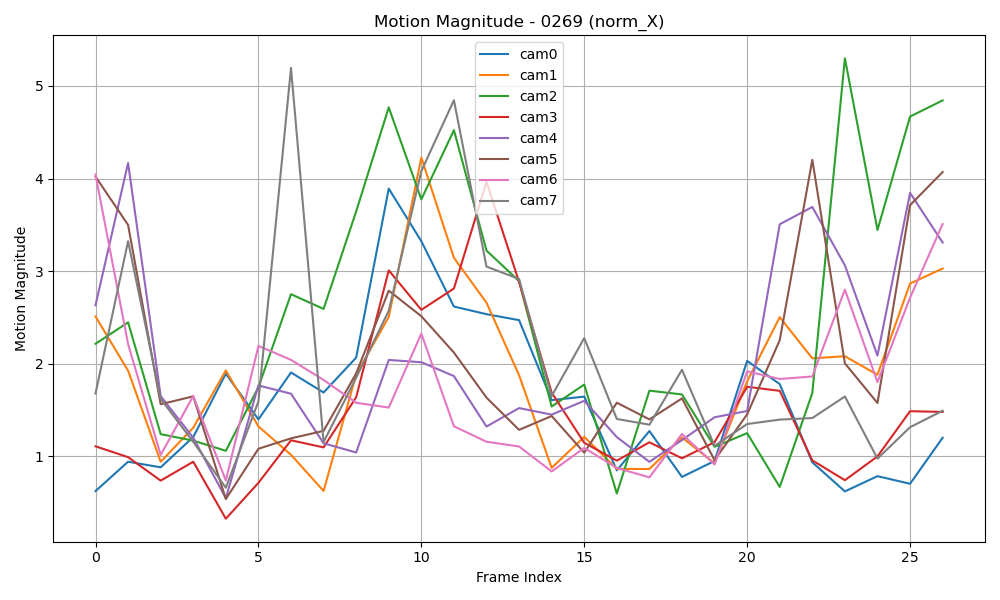 Motion Magnitude - 0269 (norm_X)
cam0
cam1
cam2
cam3
cam4
cam5
cam6
cam7
Motion Magnitude
5
4
3
2
1
0 5 10 15 20 25
Frame Index